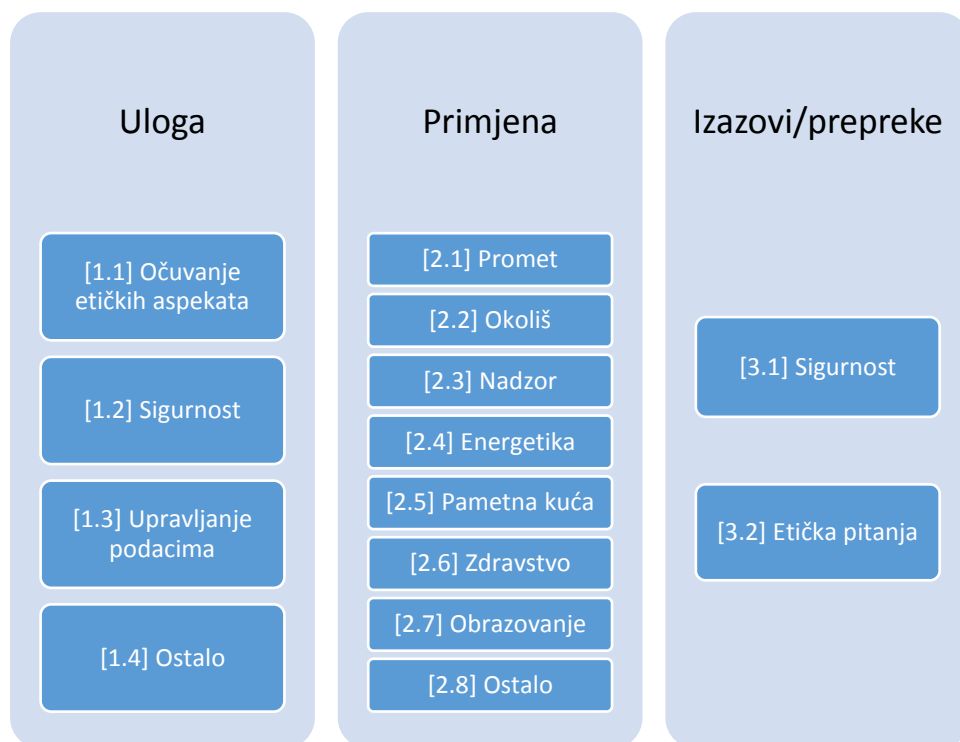 Uloga
[1.1] Očuvanje
etičkih aspekata
[1.2] Sigurnost
[1.3] Upravljanje
podacima
[1.4] Ostalo
Primjena
[2.1] Promet
[2.2] Okoliš
[2.3] Nadzor
[2.4] Energetika
[2.5] Pametna kuća
[2.6] Zdravstvo
[2.7] Obrazovanje
[2.8] Ostalo
Izazovi/prepreke
[3.1] Sigurnost
[3.2] Etička pitanja